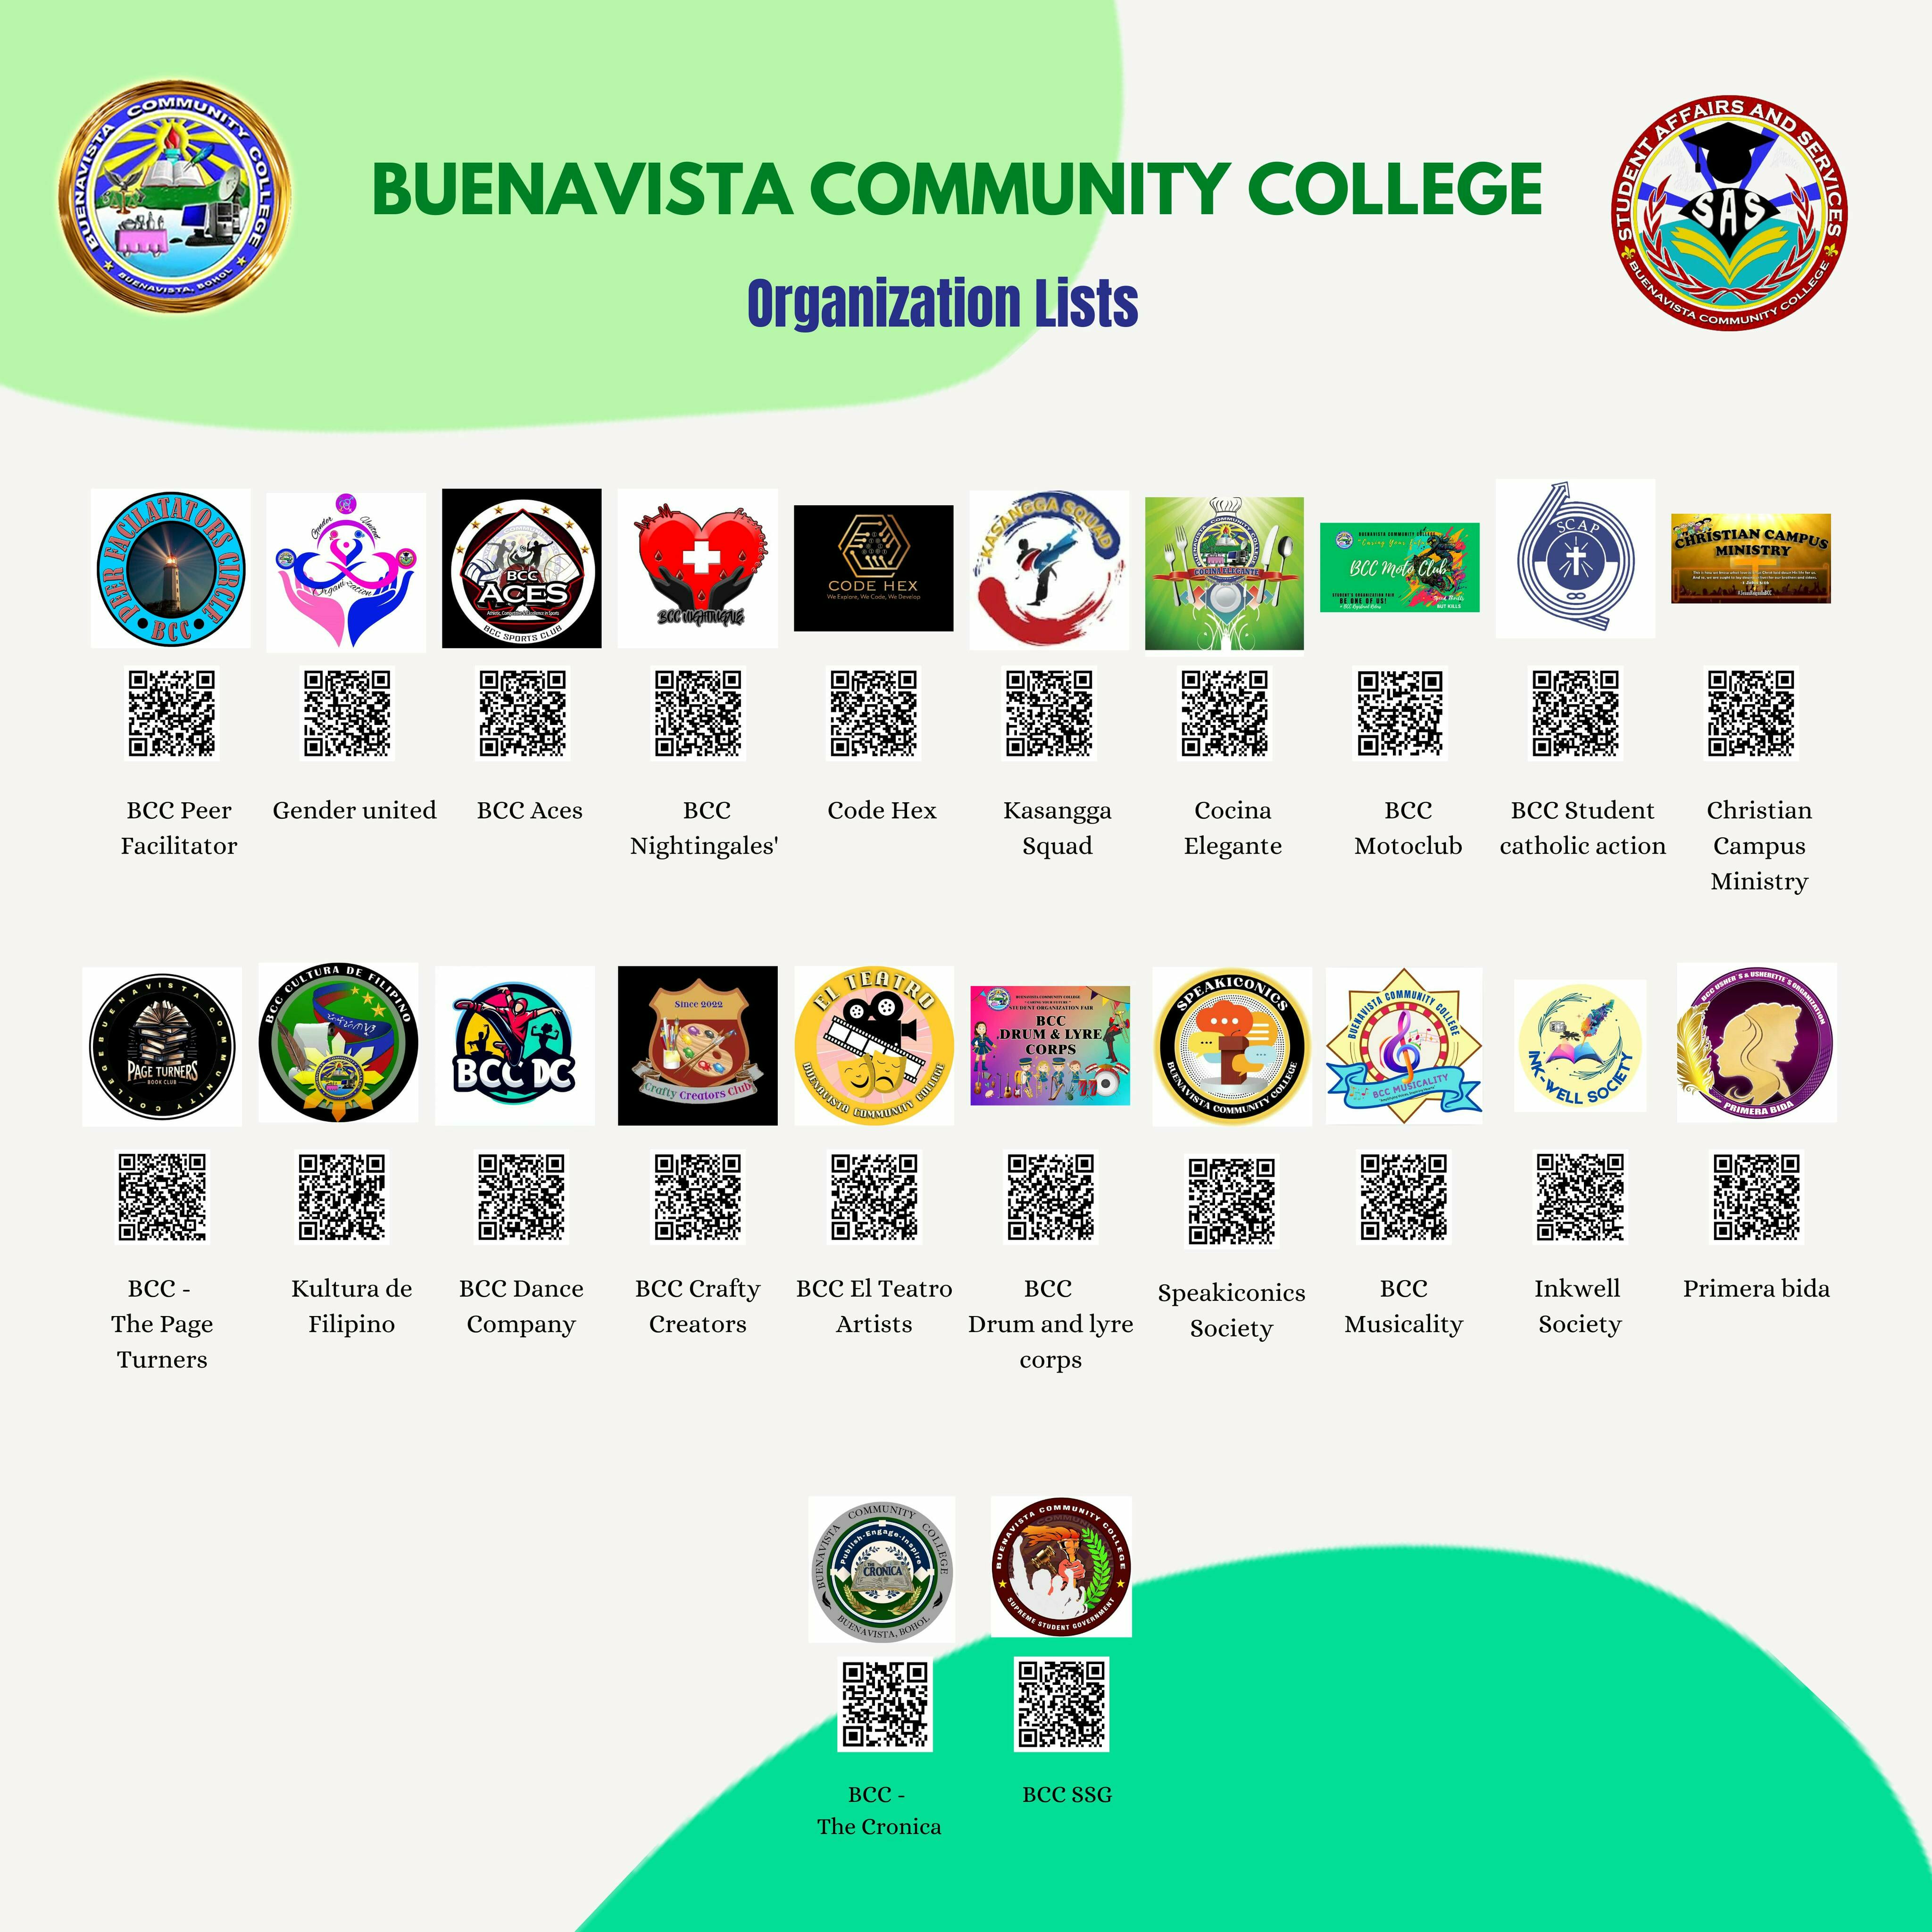 BUENAVISTA COMMUNITY COLLEGE
BUENAVISTA, BOHOL
BUENAVISTA COMMUNITY COLLEGE
Organization Lists
STUDENT AFFAIRS AND SERVICES
SAS
BUENAVISTA COMMUNITY COLLEGE
PEER FACILATATORS CIRCLE
BCC
Gender United
Organization
BCC
ACES
BCC SPORTS CLUB
BCC NIGHTINGALE
CODE HEX
We Explore, We Code, We Develop
KASANGGA SQUAD
COCINA ELEGANTE
BUENAVISTA COMMUNITY COLLEGE
BCC Moto Club
STUDENT'S ORGANIZATION FAIR
BE ONE OF US!
BUT KILLS
SCAP
CHRISTIAN CAMPUS
MINISTRY
BCC Peer
Facilitator
Gender united
BCC Aces
BCC
Nightingales'
Code Hex
Kasangga
Squad
Cocina
Elegante
BCC
Motoclub
BCC Student
catholic action
Christian
Campus
Ministry
BUENAVISTA COMMUNITY COLLEGE
PAGE TURNERS
BOOK CLUB
BCC CULTURA DE FILIPINO
BCC DC
Since 2022
Crafty Creators Club
EL TEATRO
BUENAVISTA COMMUNITY COLLEGE
BUENAVISTA COMMUNITY COLLEGE
STUDENT ORGANIZATION FAIR
BCC
DRUM & LYRE
CORPS
SPEAKICONICS
BUENAVISTA COMMUNITY COLLEGE
BUENAVISTA COMMUNITY COLLEGE
BCC MUSICALITY
INK-WELL SOCIETY
BCC USHER'S & USHERETTE'S ORGANIZATION
PRIMERA BIDA
BCC -
The Page
Turners
Kultura de
Filipino
BCC Dance
Company
BCC Crafty
Creators
BCC El Teatro
Artists
BCC
Drum and lyre
corps
Speakiconics
Society
BCC
Musicality
Inkwell
Society
Primera bida
BUENAVISTA COMMUNITY COLLEGE
Publish-Engage-Inspire
THE
CRONICA
BUENAVISTA, BOHOL
BUENAVISTA COMMUNITY COLLEGE
SUPREME STUDENT GOVERNMENT
BCC -
The Cronica
BCC SSG